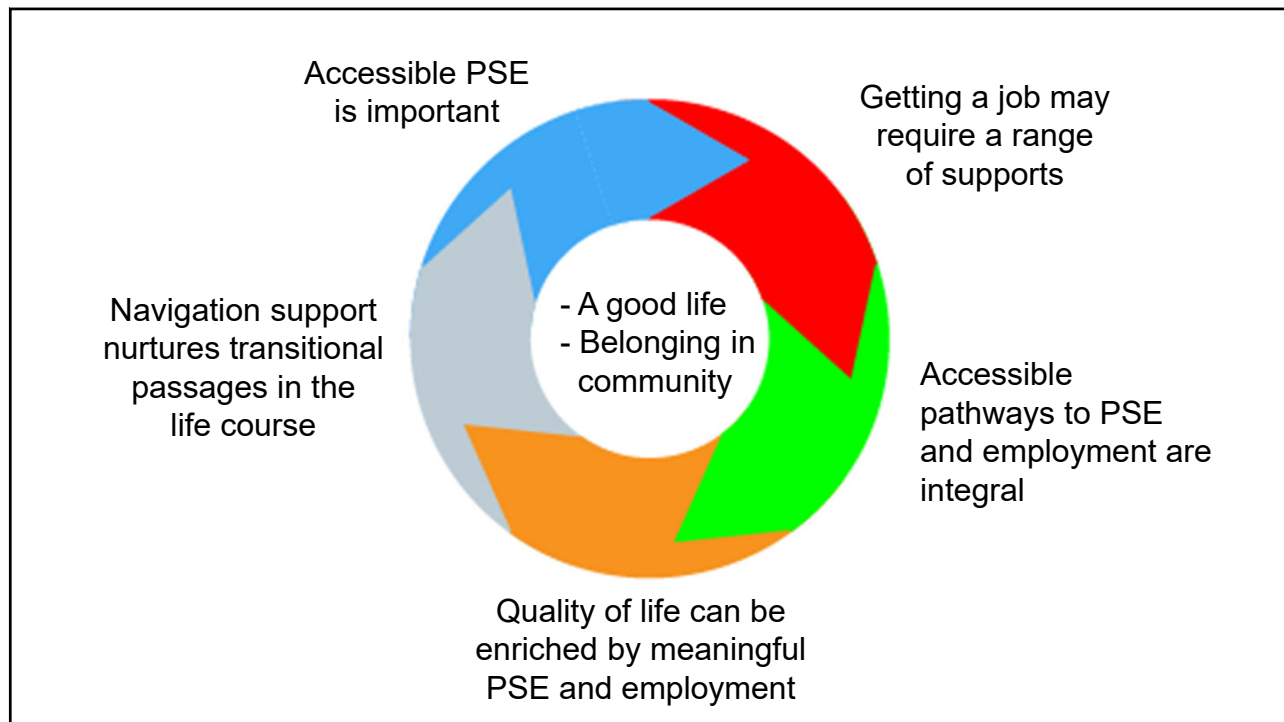 Accessible PSE
is important
Getting a job may
require a range
of supports
Accessible
pathways to PSE
and employment are
integral
Quality of life can be
enriched by meaningful
PSE and employment
Navigation support
nurtures transitional
passages in the
life course
- A good life
- Belonging in
community